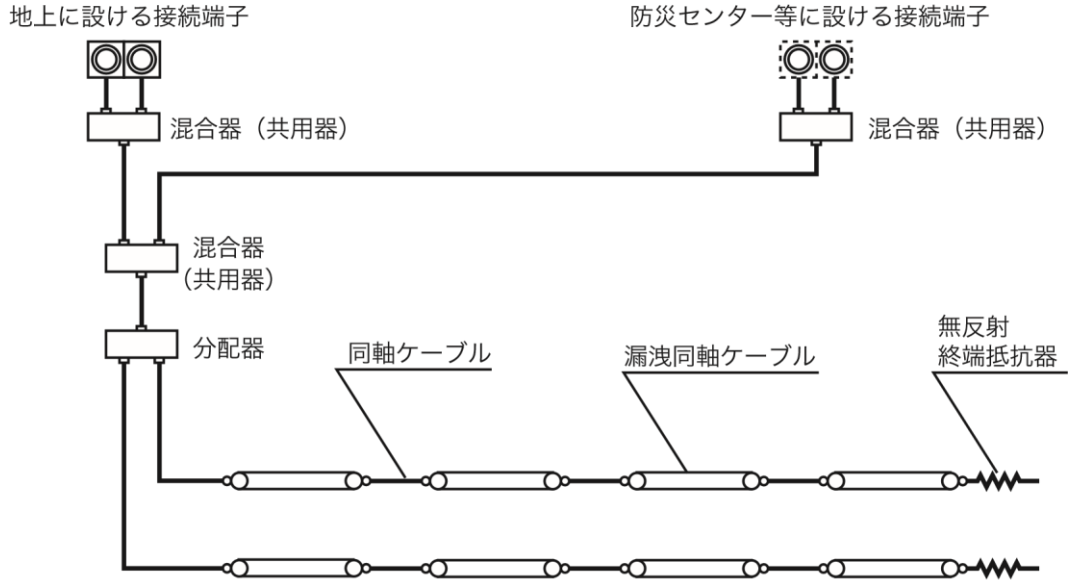 地上に設ける接続端子
防災センター等に設ける接続端子
混合器（共用器）
混合器（共用器）
混合器
（共用器）
分配器
同軸ケーブル
漏洩同軸ケーブル
無反射
終端抵抗器